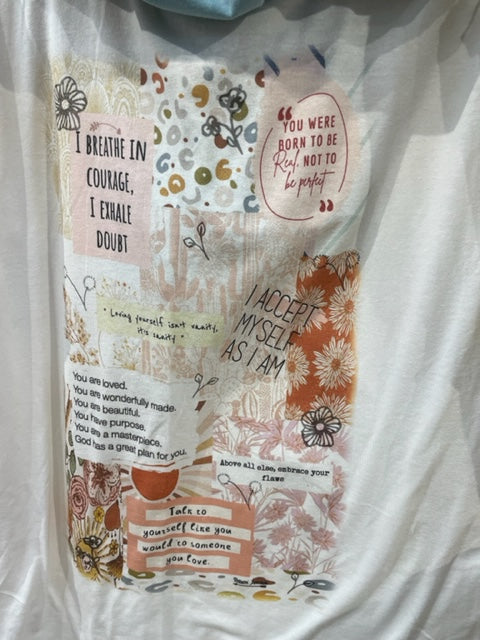 I BREATHE IN
COURAGE,
I EXHALE
DOUBT
"YOU WERE
BORN TO BE
Real, NOT TO
be perfect"
"Loving yourself isn't vanity,
it's sanity"
I ACCEPT
MYSELF
AS I AM
You are loved.
You are wonderfully made.
You are beautiful.
You have purpose.
You are a masterpiece.
God has a great plan for you.
Above all else, embrace your
flaws
Talk to
yourself like you
would to someone
you love.